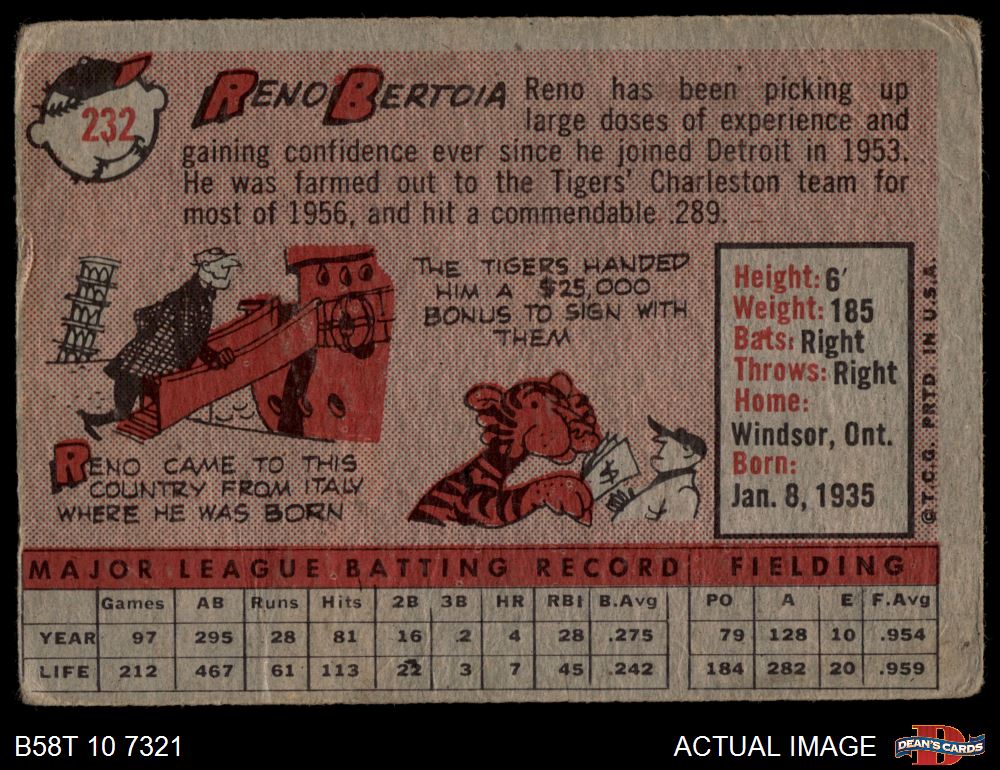 232
RENO BERTOIA
Reno has been picking up
large doses of experience and
gaining confidence ever since he joined Detroit in 1953.
He was farmed out to the Tigers' Charleston team for
most of 1956, and hit a commendable .289.
THE TIGERS HANDED
HIM A $25,000
BONUS TO SIGN WITH
THEM
$
RENO CAME TO THIS
COUNTRY FROM ITALY
WHERE HE WAS BORN
Height: 6'
Weight: 185
Bats: Right
Throws: Right
Home:
Windsor, Ont.
Born:
Jan. 8, 1935
© T.C.G. PRTD IN U.S.A.
MAJOR LEAGUE BATTING RECORD FIELDING
Games AB Runs Hits 2B 3B HR RBI B.Avg PO A E F.Avg
YEAR 97 295 28 81 16 2 4 28 .275 79 128 10 .954
LIFE 212 467 61 113 22 3 7 45 .242 184 282 20 .959
B58T 10 7321 ACTUAL IMAGE
D
DEAN'S CARDS